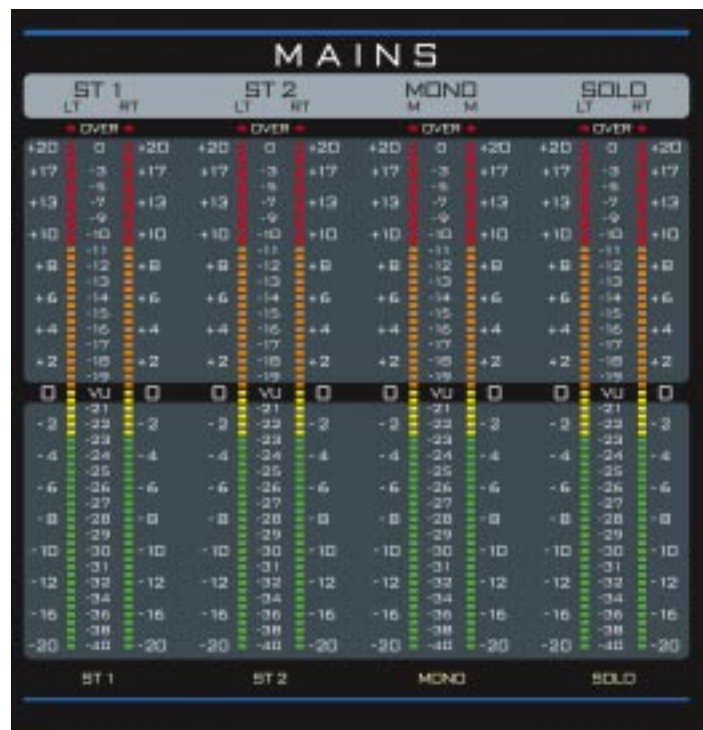 MAINS
ST 1 ST 2 MONO SOLO
LT RT LT RT M M LT RT
OVER OVER OVER OVER
+20 0 +20 +20 0 +20 +20 0 +20 +20 0 +20
+17 -3 +17 +17 -3 +17 +17 -3 +17 +17 -3 +17
-5 -5 -5 -5
+13 -7 +13 +13 -7 +13 +13 -7 +13 +13 -7 +13
-9 -9 -9 -9
+10 -10 +10 +10 -10 +10 +10 -10 +10 +10 -10 +10
-11 -11 -11 -11
+8 -12 +8 +8 -12 +8 +8 -12 +8 +8 -12 +8
-13 -13 -13 -13
+6 -14 +6 +6 -14 +6 +6 -14 +6 +6 -14 +6
-15 -15 -15 -15
+4 -16 +4 +4 -16 +4 +4 -16 +4 +4 -16 +4
-17 -17 -17 -17
+2 -18 +2 +2 -18 +2 +2 -18 +2 +2 -18 +2
-19 -19 -19 -19
0 VU 0 0 VU 0 0 VU 0 0 VU 0
-21 -21 -21 -21
-2 -22 -2 -2 -22 -2 -2 -22 -2 -2 -22 -2
-23 -23 -23 -23
-4 -24 -4 -4 -24 -4 -4 -24 -4 -4 -24 -4
-25 -25 -25 -25
-6 -26 -6 -6 -26 -6 -6 -26 -6 -6 -26 -6
-27 -27 -27 -27
-8 -28 -8 -8 -28 -8 -8 -28 -8 -8 -28 -8
-29 -29 -29 -29
-10 -30 -10 -10 -30 -10 -10 -30 -10 -10 -30 -10
-31 -31 -31 -31
-12 -32 -12 -12 -32 -12 -12 -32 -12 -12 -32 -12
-34 -34 -34 -34
-16 -36 -16 -16 -36 -16 -16 -36 -16 -16 -36 -16
-38 -38 -38 -38
-20 -40 -20 -20 -40 -20 -20 -40 -20 -20 -40 -20
ST 1 ST 2 MONO SOLO